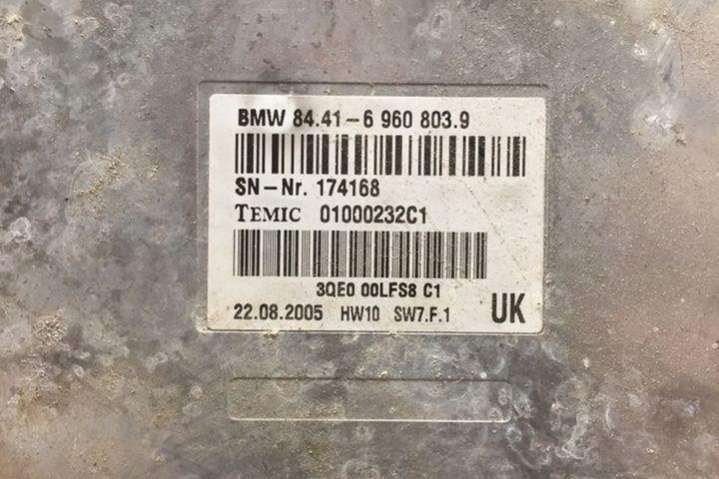 BMW 84.41-6 960 803.9
SN-Nr. 174168
TEMIC 01000232C1
3QE0 00LFS8 C1
22.08.2005 HW10 SW7.F.1 UK